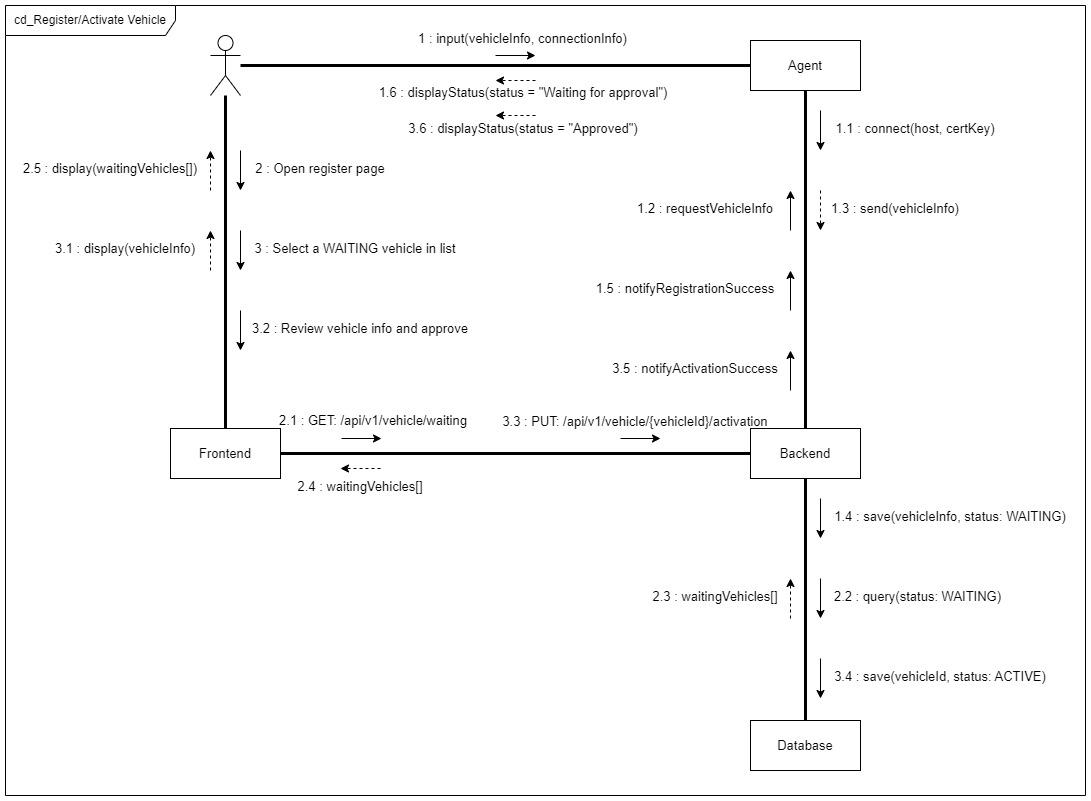 cd_Register/Activate Vehicle
1 : input(vehicleInfo, connectionInfo)
Agent
1.6 : displayStatus(status = "Waiting for approval")
3.6 : displayStatus(status = "Approved")
1.1 : connect(host, certKey)
2.5 : display(waitingVehicles[])
2 : Open register page
1.2 : requestVehicleInfo
1.3 : send(vehicleInfo)
3.1 : display(vehicleInfo)
3 : Select a WAITING vehicle in list
1.5 : notifyRegistrationSuccess
3.2 : Review vehicle info and approve
3.5 : notifyActivationSuccess
2.1 : GET: /api/v1/vehicle/waiting
3.3 : PUT: /api/v1/vehicle/{vehicleId}/activation
Frontend
Backend
2.4 : waitingVehicles[]
1.4 : save(vehicleInfo, status: WAITING)
2.3 : waitingVehicles[]
2.2 : query(status: WAITING)
3.4 : save(vehicleId, status: ACTIVE)
Database